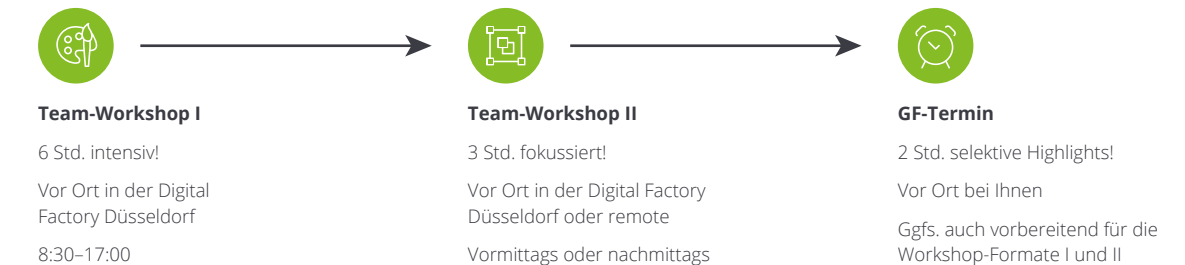 Team-Workshop I
6 Std. intensiv!
Vor Ort in der Digital
Factory Düsseldorf
8:30–17:00
Team-Workshop II
3 Std. fokussiert!
Vor Ort in der Digital Factory
Düsseldorf oder remote
Vormittags oder nachmittags
GF-Termin
2 Std. selektive Highlights!
Vor Ort bei Ihnen
Ggfs. auch vorbereitend für die
Workshop-Formate I und II